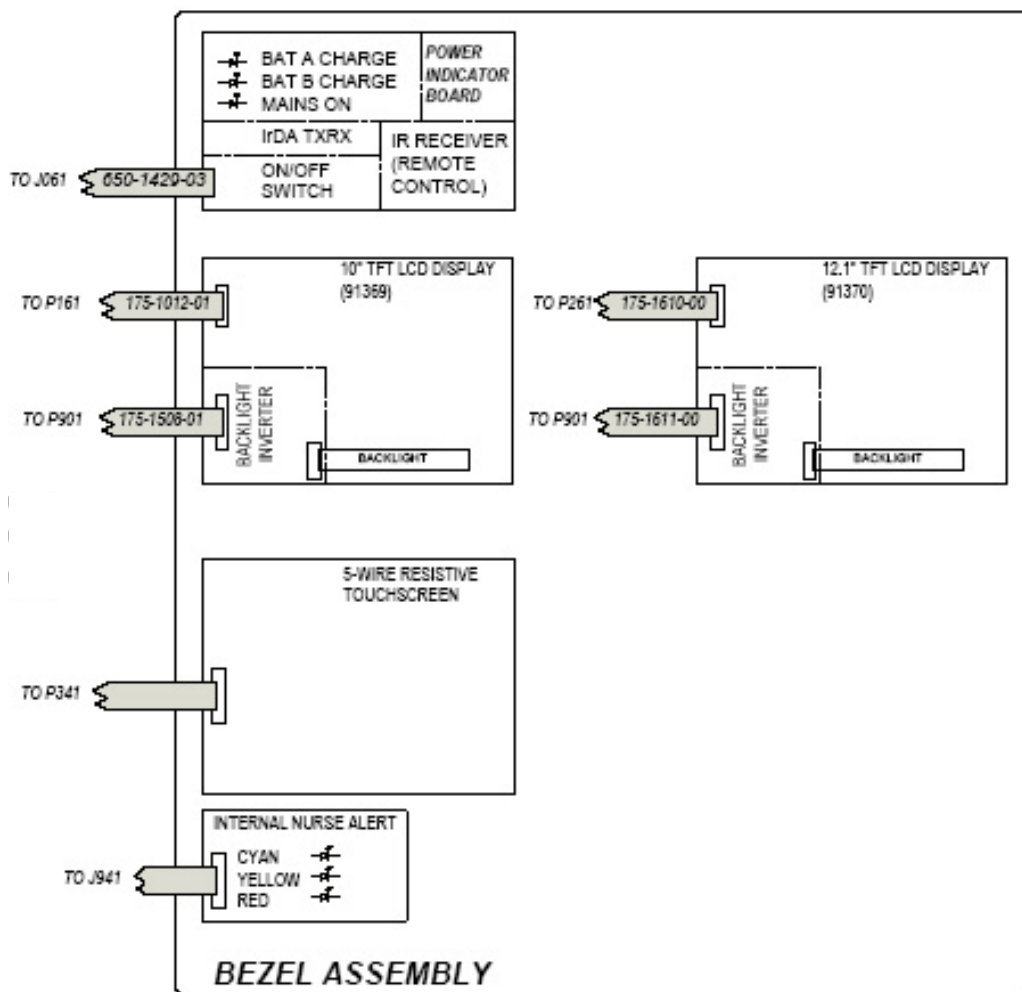 BAT A CHARGE
BAT B CHARGE
MAINS ON
POWER
INDICATOR
BOARD
IrDA TXRX
ON/OFF
SWITCH
IR RECEIVER
(REMOTE
CONTROL)
TO J061
650-1429-03
10" TFT LCD DISPLAY
(91369)
TO P161
175-1012-01
TO P901
175-1506-01
BACKLIGHT
INVERTER
BACKLIGHT
12.1" TFT LCD DISPLAY
(91370)
TO P261
175-1610-00
TO P901
175-1611-00
BACKLIGHT
INVERTER
BACKLIGHT
5-WIRE RESISTIVE
TOUCHSCREEN
TO P341
INTERNAL NURSE ALERT
CYAN
YELLOW
RED
TO J941
BEZEL ASSEMBLY